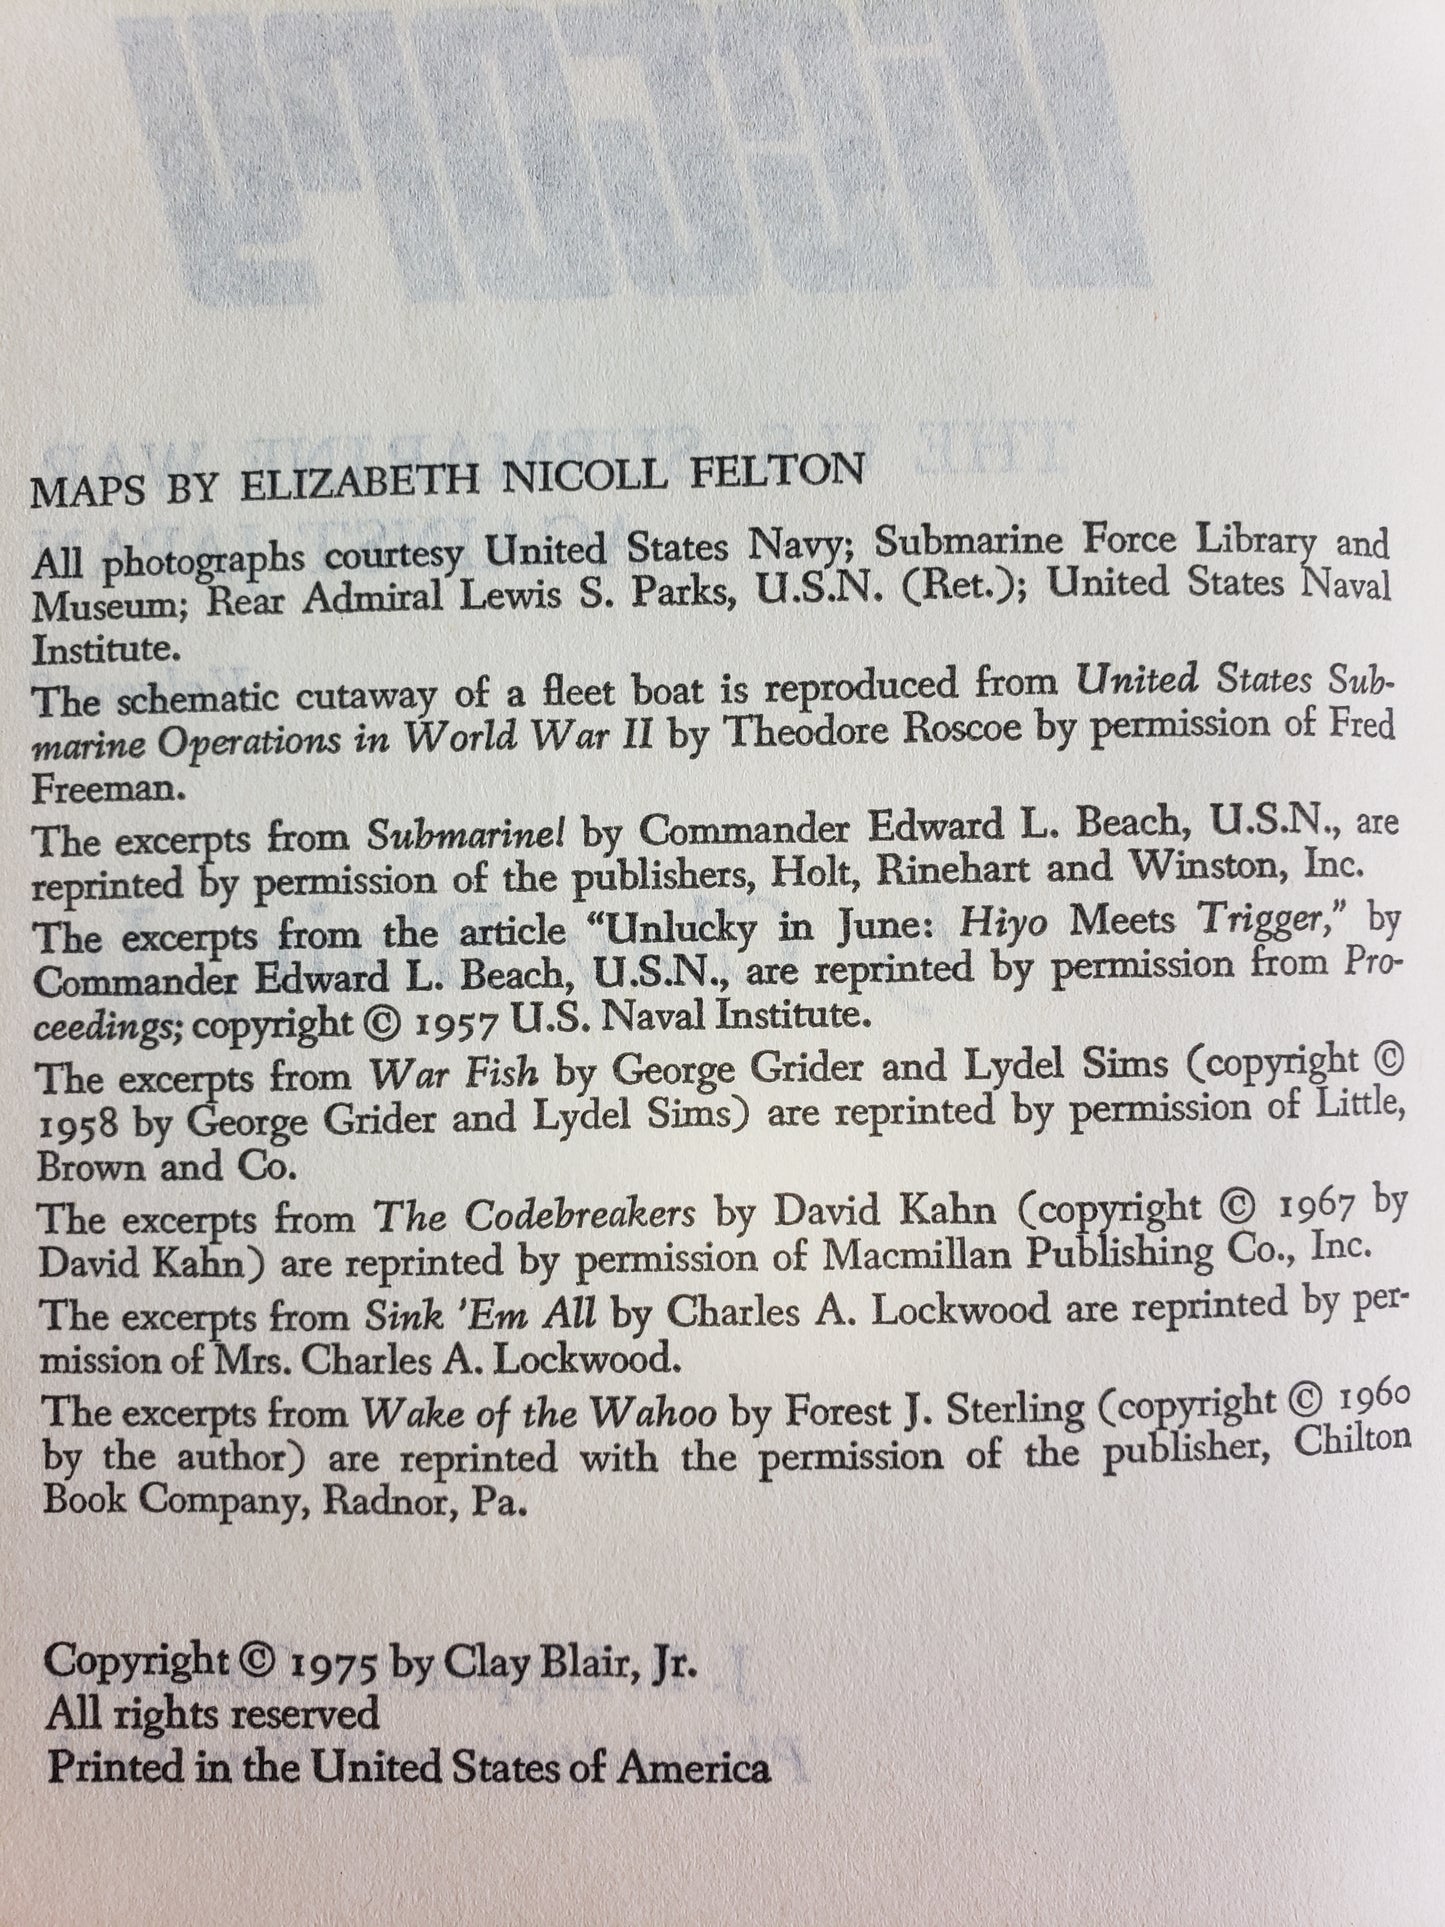 MAPS BY ELIZABETH NICOLL FELTON
All photographs courtesy United States Navy; Submarine Force Library and
Museum; Rear Admiral Lewis S. Parks, U.S.N. (Ret.); United States Naval
Institute.
The schematic cutaway of a fleet boat is reproduced from United States Sub-
marine Operations in World War II by Theodore Roscoe by permission of Fred
Freeman.
The excerpts from Submarine! by Commander Edward L. Beach, U.S.N., are
reprinted by permission of the publishers, Holt, Rinehart and Winston, Inc.
The excerpts from the article “Unlucky in June: Hiyo Meets Trigger,” by
Commander Edward L. Beach, U.S.N., are reprinted by permission from Pro-
ceedings; copyright © 1957 U.S. Naval Institute.
The excerpts from War Fish by George Grider and Lydel Sims (copyright ©
1958 by George Grider and Lydel Sims) are reprinted by permission of Little,
Brown and Co.
The excerpts from The Codebreakers by David Kahn (copyright © 1967 by
David Kahn) are reprinted by permission of Macmillan Publishing Co., Inc.
The excerpts from Sink 'Em All by Charles A. Lockwood are reprinted by per-
mission of Mrs. Charles A. Lockwood.
The excerpts from Wake of the Wahoo by Forest J. Sterling (copyright © 1960
by the author) are reprinted with the permission of the publisher, Chilton
Book Company, Radnor, Pa.
Copyright © 1975 by Clay Blair, Jr.
All rights reserved
Printed in the United States of America